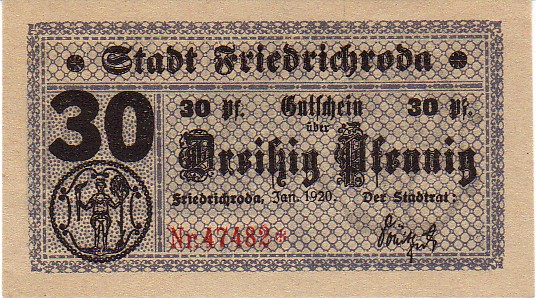 * Stadt Friedrichroda *
30
30 Pf. Gutschein 30 Pf.
über
Dreißig Pfennig
Friedrichroda, Jan. 1920. Der Stadtrat:
Nr. 47482*